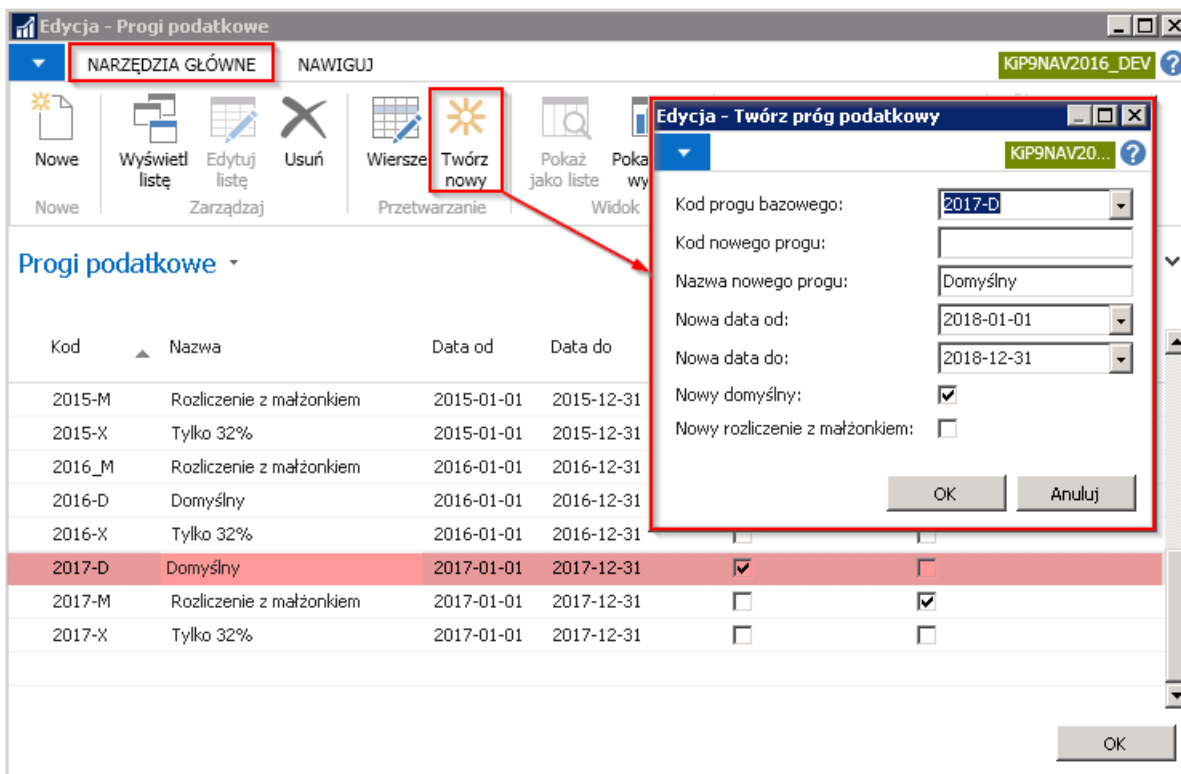 Edycja - Progi podatkowe
NARZĘDZIA GŁÓWNE NAWIGUJ KiP9NAV2016_DEV
Nowe Wyświetl listę Edytuj listę Usuń Wiersze Twórz nowy Pokaż jako liste
Nowe Zarządzaj Przetwarzanie Widok
Progi podatkowe
Kod Nazwa Data od Data do
2015-M Rozliczenie z małżonkiem 2015-01-01 2015-12-31
2015-X Tylko 32% 2015-01-01 2015-12-31
2016_M Rozliczenie z małżonkiem 2016-01-01 2016-12-31
2016-D Domyślny 2016-01-01 2016-12-31
2016-X Tylko 32% 2016-01-01 2016-12-31
2017-D Domyślny 2017-01-01 2017-12-31
2017-M Rozliczenie z małżonkiem 2017-01-01 2017-12-31
2017-X Tylko 32% 2017-01-01 2017-12-31
OK
Edycja - Twórz próg podatkowy
KiP9NAV20...
Kod progu bazowego: 2017-D
Kod nowego progu:
Nazwa nowego progu: Domyślny
Nowa data od: 2018-01-01
Nowa data do: 2018-12-31
Nowy domyślny:
Nowy rozliczenie z małżonkiem:
OK Anuluj